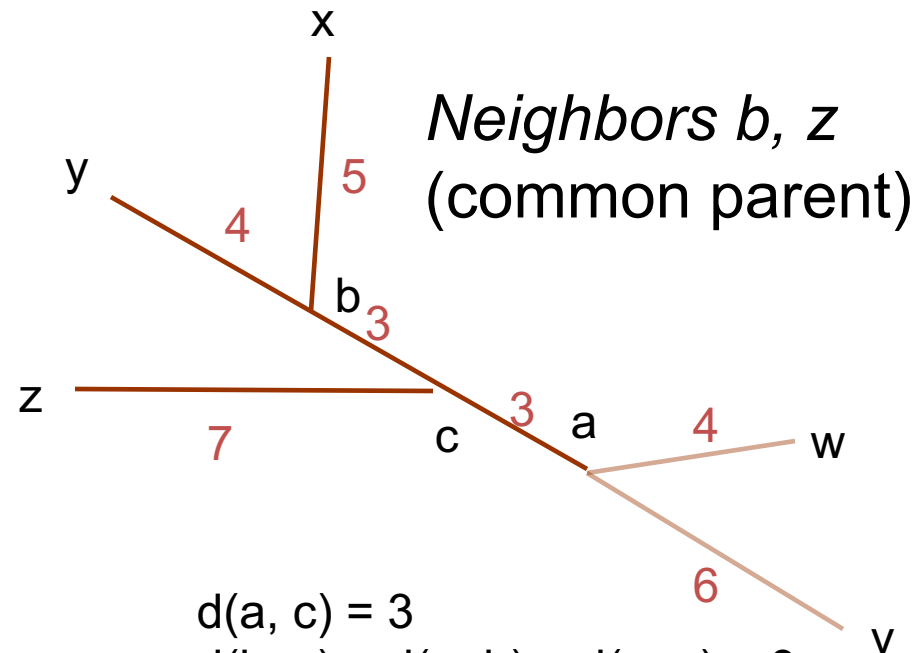 x
Neighbors b, z
(common parent)
y
5
4
b
3
z
7
c
3
a
4
w
6
d(a, c) = 3
v